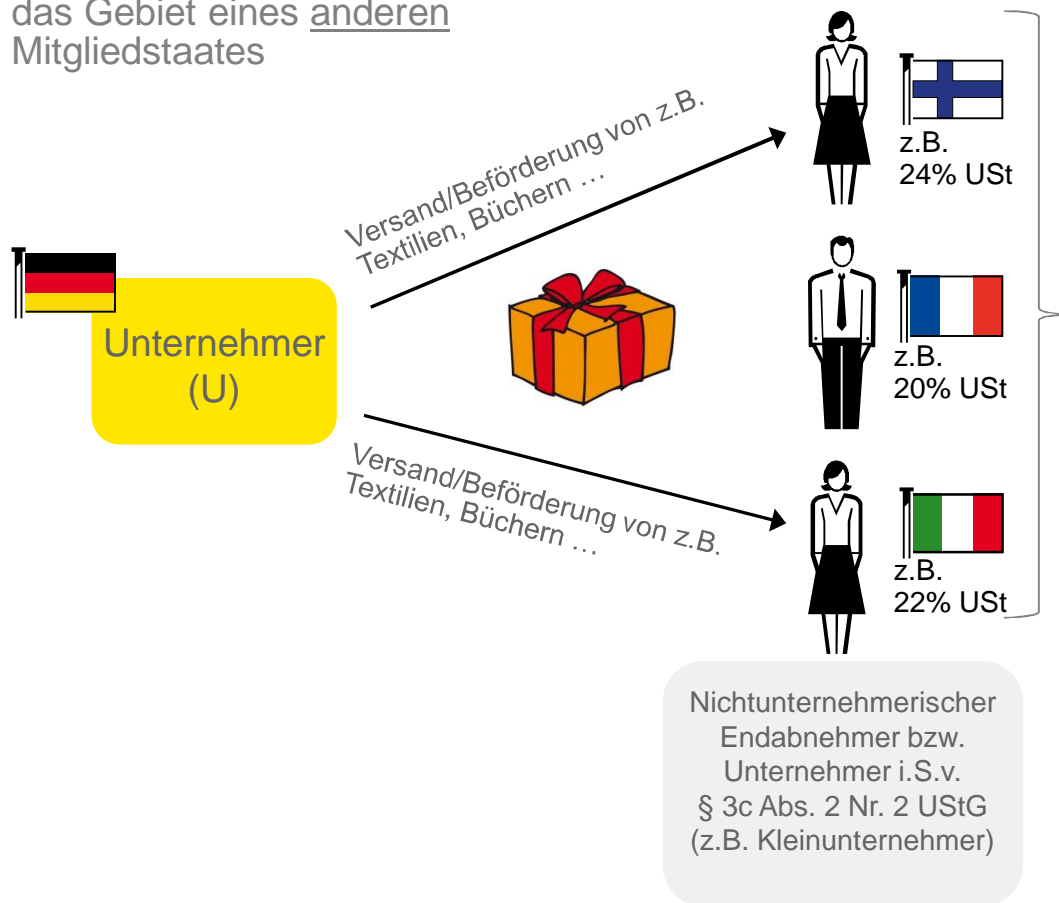 das Gebiet eines anderen
Mitgliedstaates
Versand/Beförderung von z.B.
Textilien, Büchern …
z.B.
24% USt
Unternehmer
(U)
z.B.
20% USt
Versand/Beförderung von z.B.
Textilien, Büchern …
z.B.
22% USt
Nichtunternehmerischer
Endabnehmer bzw.
Unternehmer i.S.v.
§ 3c Abs. 2 Nr. 2 UStG
(z.B. Kleinunternehmer)